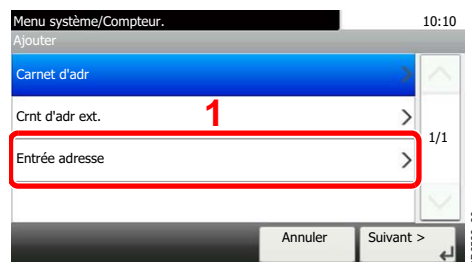 Menu système/Compteur. 10:10
Ajouter
Carnet d'adr
Crnt d'adr ext. 1
1/1
Entrée adresse
Annuler Suivant >